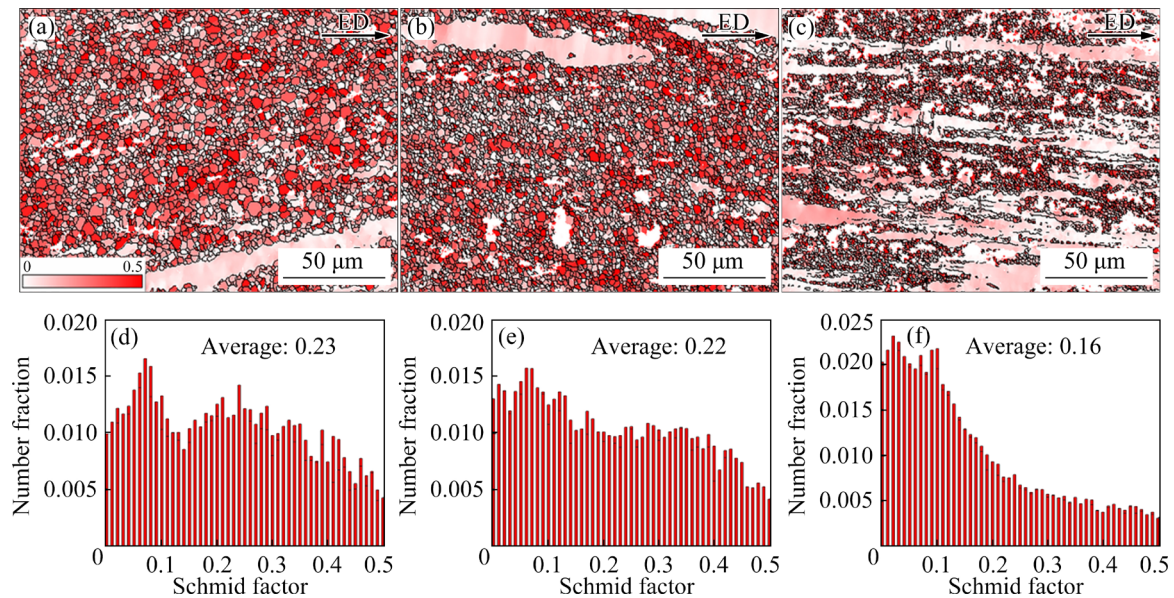 (a) ED
(b) ED
(c) ED
0 0.5
50 μm
50 μm
50 μm
(d) Average: 0.23
0.020
0.015
0.010
0.005
0 0.1 0.2 0.3 0.4 0.5
Number fraction
Schmid factor
(e) Average: 0.22
0.020
0.015
0.010
0.005
0 0.1 0.2 0.3 0.4 0.5
Number fraction
Schmid factor
(f) Average: 0.16
0.025
0.020
0.015
0.010
0.005
0 0.1 0.2 0.3 0.4 0.5
Number fraction
Schmid factor